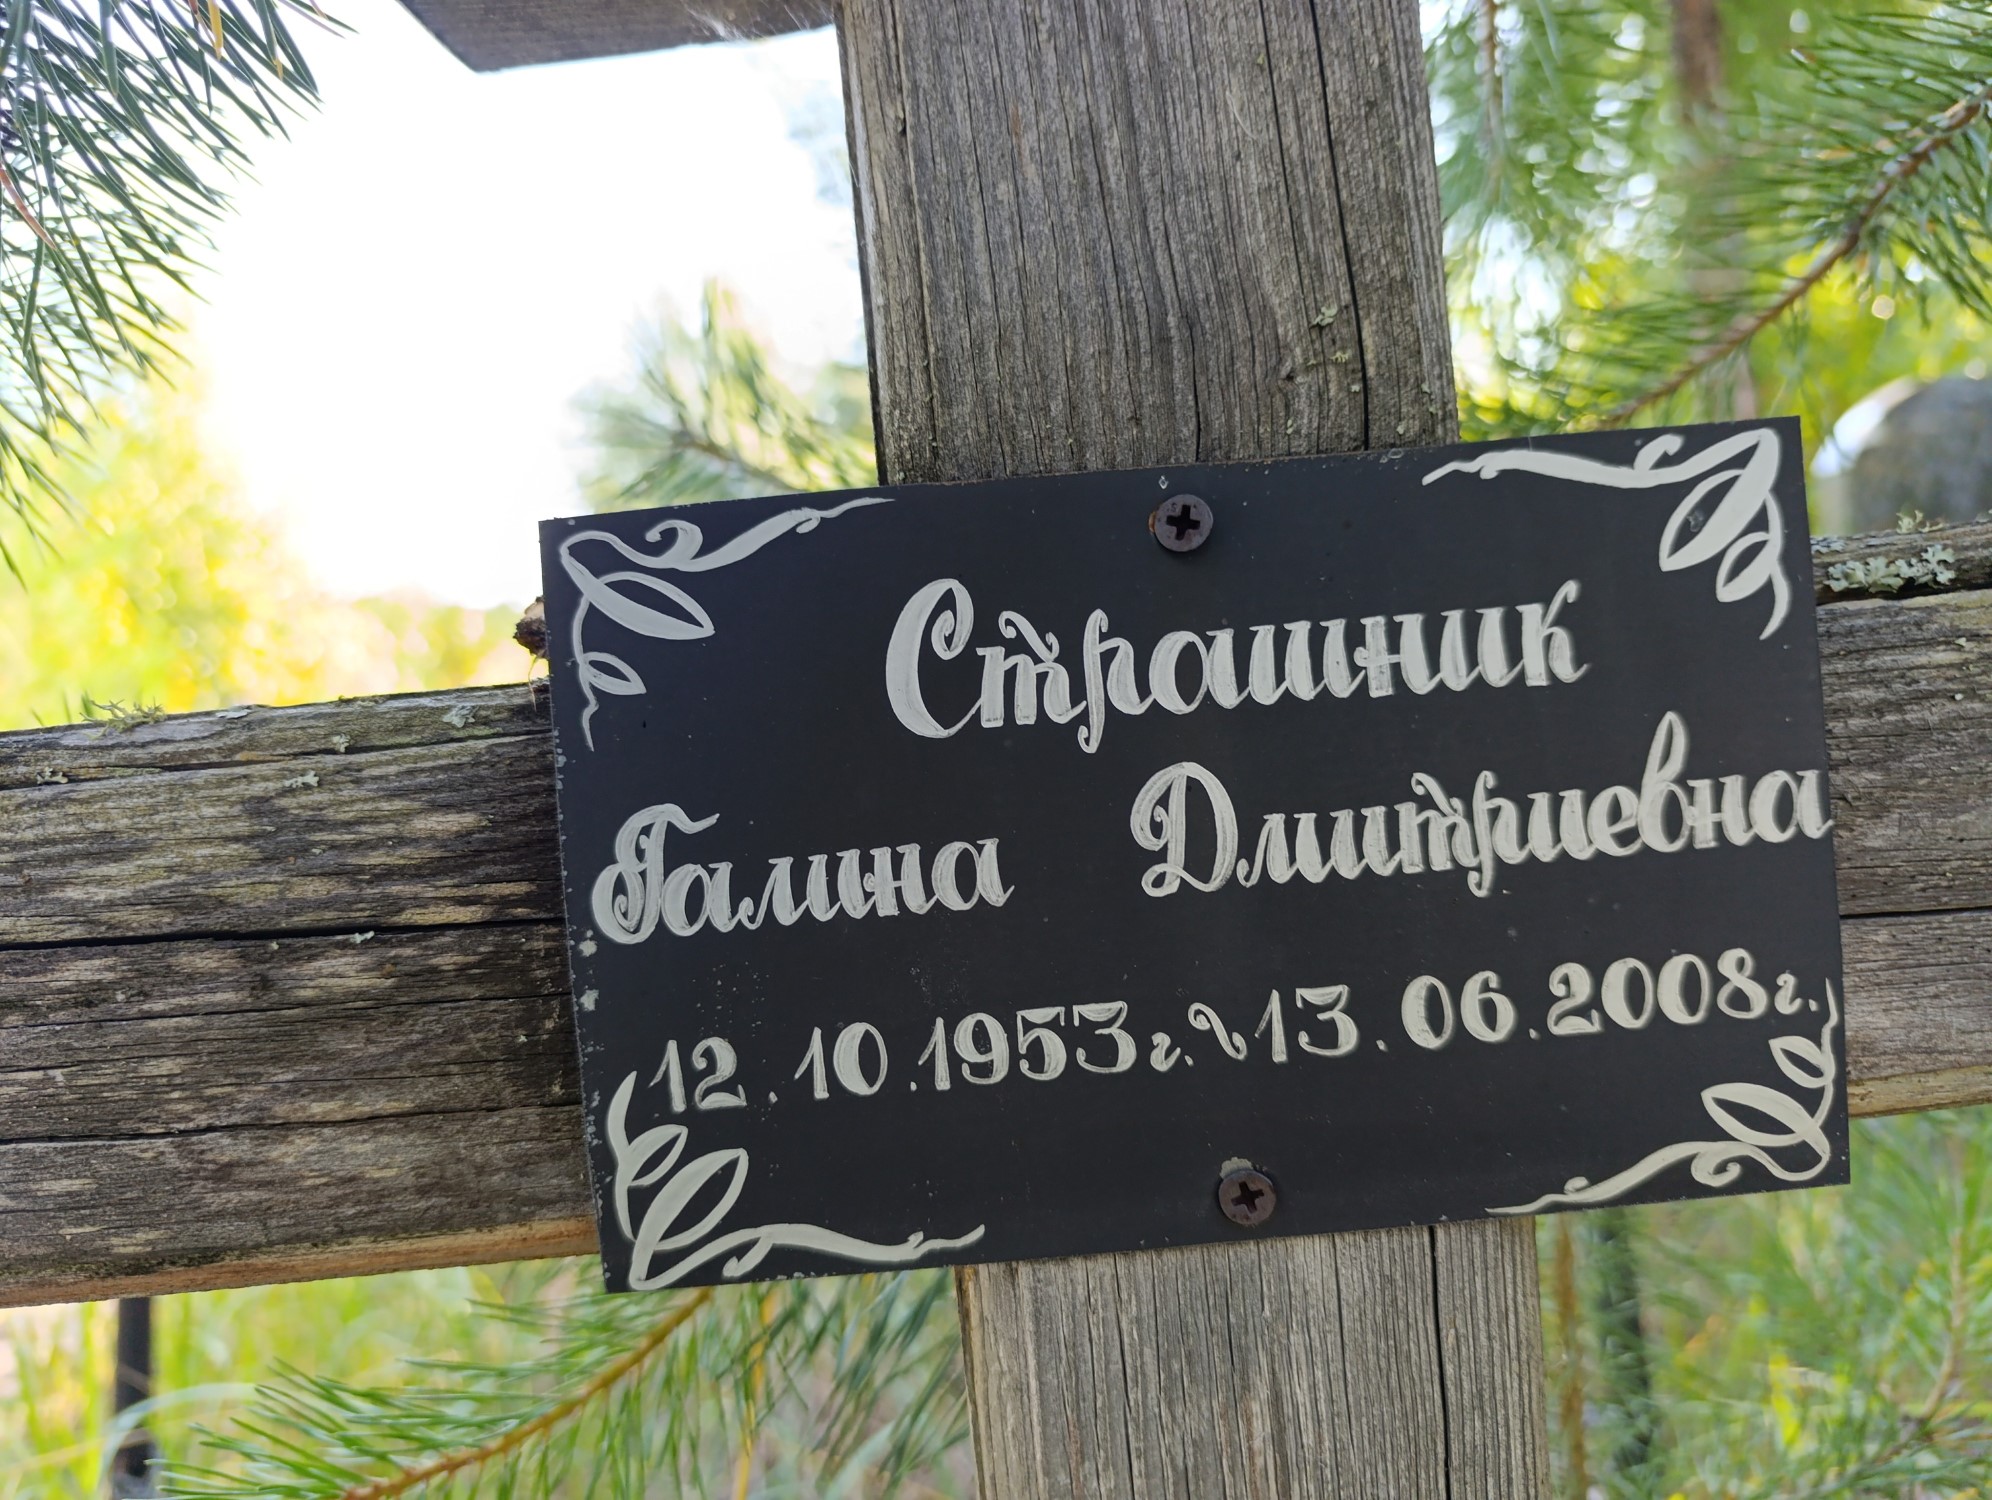 Страшник
Галина Дмитриевна
12.10.1953г. ~ 13.06.2008г.